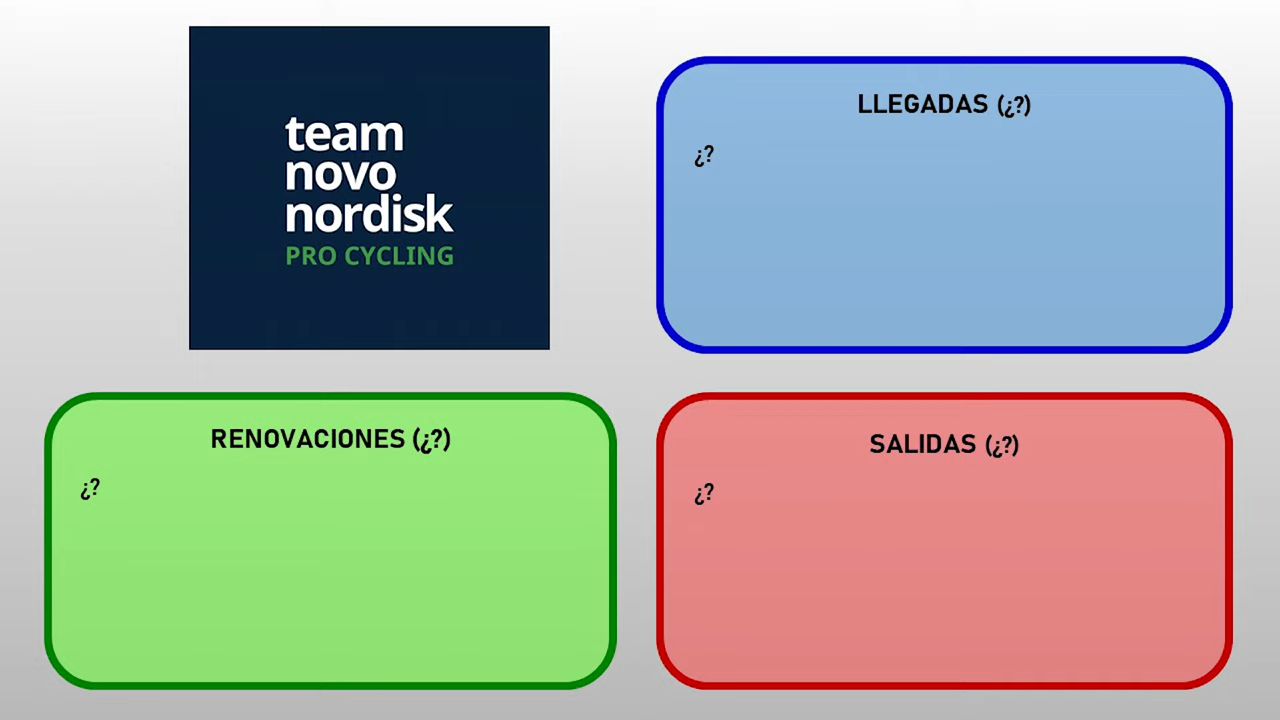 team
novo
nordisk
PRO CYCLING
LLEGADAS (¿?)
¿?
RENOVACIONES (¿?)
¿?
SALIDAS (¿?)
¿?